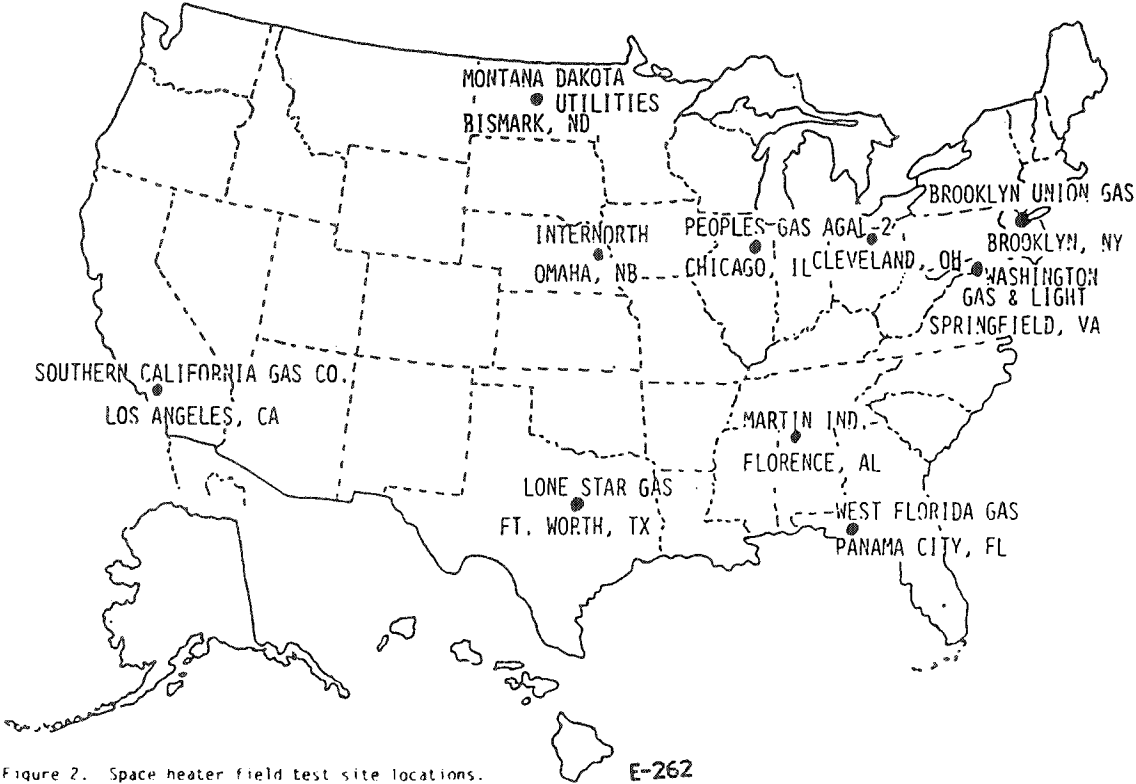 MONTANA DAKOTA
UTILITIES
BISMARK, ND
BROOKLYN UNION GAS
BROOKLYN, NY
INTERNORTH
OMAHA, NB
PEOPLES GAS
CHICAGO, IL
AGAL-2
CLEVELAND, OH
WASHINGTON
GAS & LIGHT
SPRINGFIELD, VA
SOUTHERN CALIFORNIA GAS CO.
LOS ANGELES, CA
MARTIN IND.
FLORENCE, AL
LONE STAR GAS
FT. WORTH, TX
WEST FLORIDA GAS
PANAMA CITY, FL
Figure 2. Space heater field test site locations.
E-262